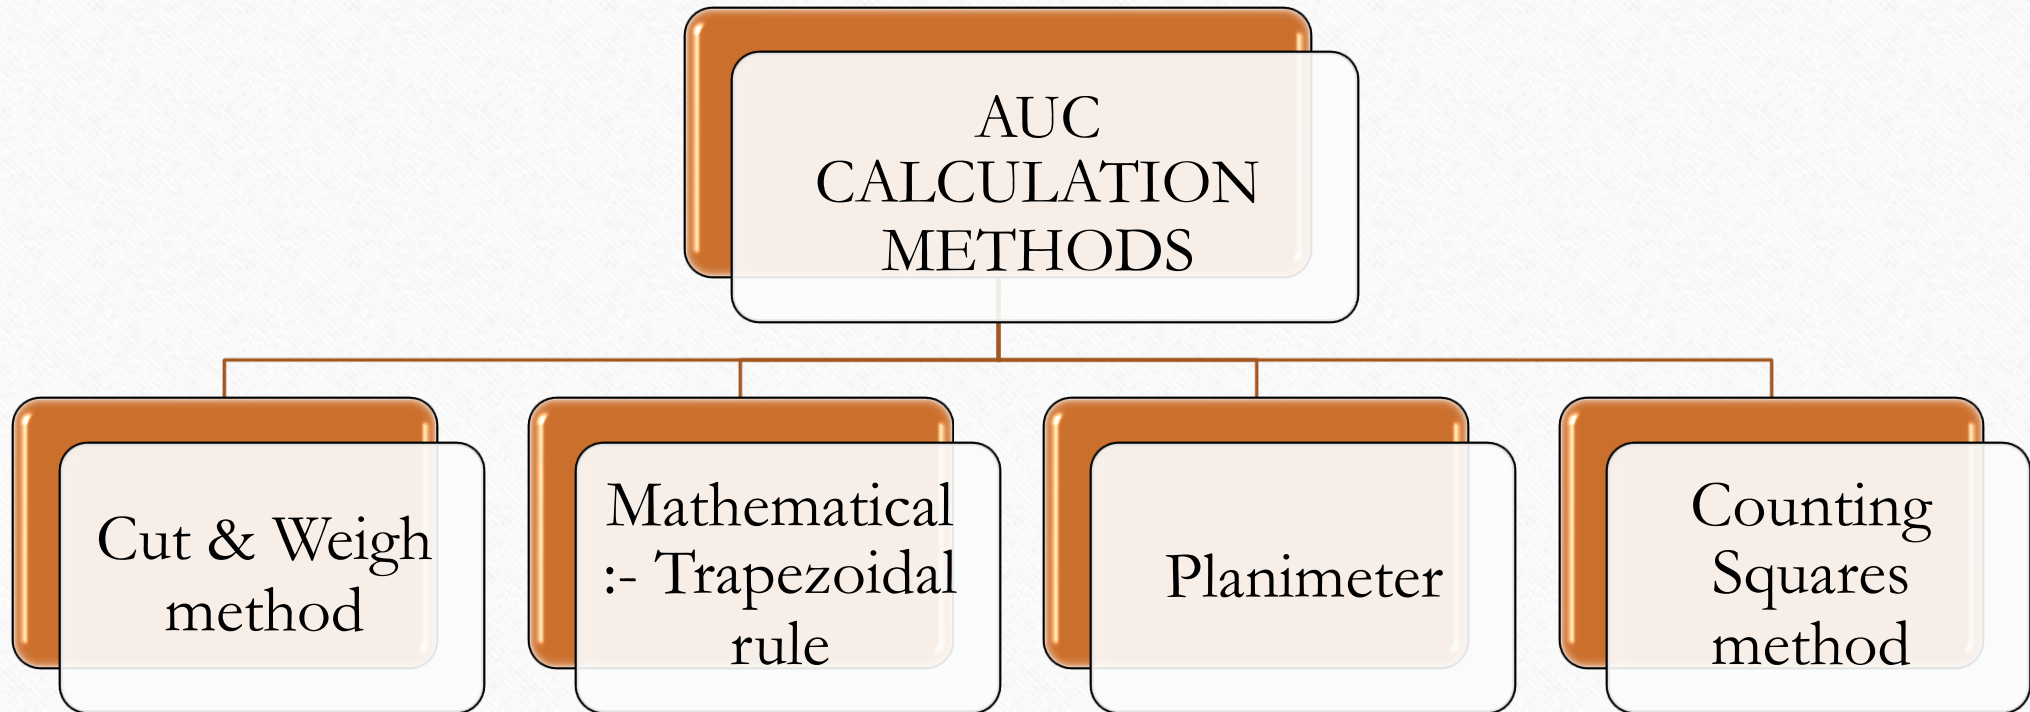 AUC
CALCULATION
METHODS
Cut & Weigh
method
Mathematical
:- Trapezoidal
rule
Planimeter
Counting
Squares
method